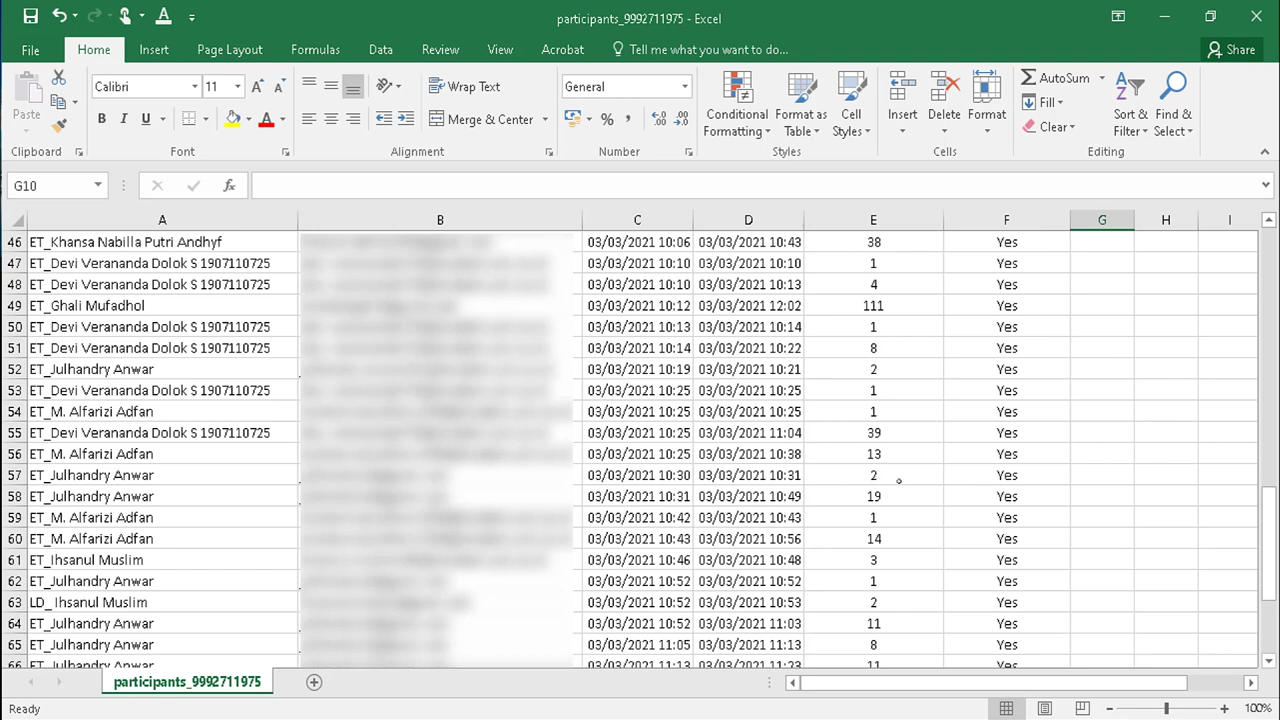 participants_9992711975 - Excel
File Home Insert Page Layout Formulas Data Review View Acrobat Tell me what you want to do... Share
Paste Calibri 11 Wrap Text General Conditional Formatting Format as Table Cell Styles Insert Delete Format AutoSum Sort & Filter Find & Select
B I U Merge & Center % Fill
Clear
Clipboard Font Alignment Number Styles Cells Editing
G10 fx
A B C D E F G H I
46 ET_Khansa Nabilla Putri Andhyf 03/03/2021 10:06 03/03/2021 10:43 38 Yes
47 ET_Devi Verananda Dolok S 1907110725 03/03/2021 10:10 03/03/2021 10:10 1 Yes
48 ET_Devi Verananda Dolok S 1907110725 03/03/2021 10:10 03/03/2021 10:13 4 Yes
49 ET_Ghali Mufadhol 03/03/2021 10:12 03/03/2021 12:02 111 Yes
50 ET_Devi Verananda Dolok S 1907110725 03/03/2021 10:13 03/03/2021 10:14 1 Yes
51 ET_Devi Verananda Dolok S 1907110725 03/03/2021 10:14 03/03/2021 10:22 8 Yes
52 ET_Julhandry Anwar 03/03/2021 10:19 03/03/2021 10:21 2 Yes
53 ET_Devi Verananda Dolok S 1907110725 03/03/2021 10:25 03/03/2021 10:25 1 Yes
54 ET_M. Alfarizi Adfan 03/03/2021 10:25 03/03/2021 10:25 1 Yes
55 ET_Devi Verananda Dolok S 1907110725 03/03/2021 10:25 03/03/2021 11:04 39 Yes
56 ET_M. Alfarizi Adfan 03/03/2021 10:25 03/03/2021 10:38 13 Yes
57 ET_Julhandry Anwar 03/03/2021 10:30 03/03/2021 10:31 2 Yes
58 ET_Julhandry Anwar 03/03/2021 10:31 03/03/2021 10:49 19 Yes
59 ET_M. Alfarizi Adfan 03/03/2021 10:42 03/03/2021 10:43 1 Yes
60 ET_M. Alfarizi Adfan 03/03/2021 10:43 03/03/2021 10:56 14 Yes
61 ET_Ihsanul Muslim 03/03/2021 10:46 03/03/2021 10:48 3 Yes
62 ET_Julhandry Anwar 03/03/2021 10:52 03/03/2021 10:52 1 Yes
63 LD_ Ihsanul Muslim 03/03/2021 10:52 03/03/2021 10:53 2 Yes
64 ET_Julhandry Anwar 03/03/2021 10:52 03/03/2021 11:03 11 Yes
65 ET_Julhandry Anwar 03/03/2021 11:05 03/03/2021 11:13 8 Yes
66 ET_Julhandry Anwar 03/03/2021 11:13 03/03/2021 11:23 11 Yes
participants_9992711975
Ready 100%